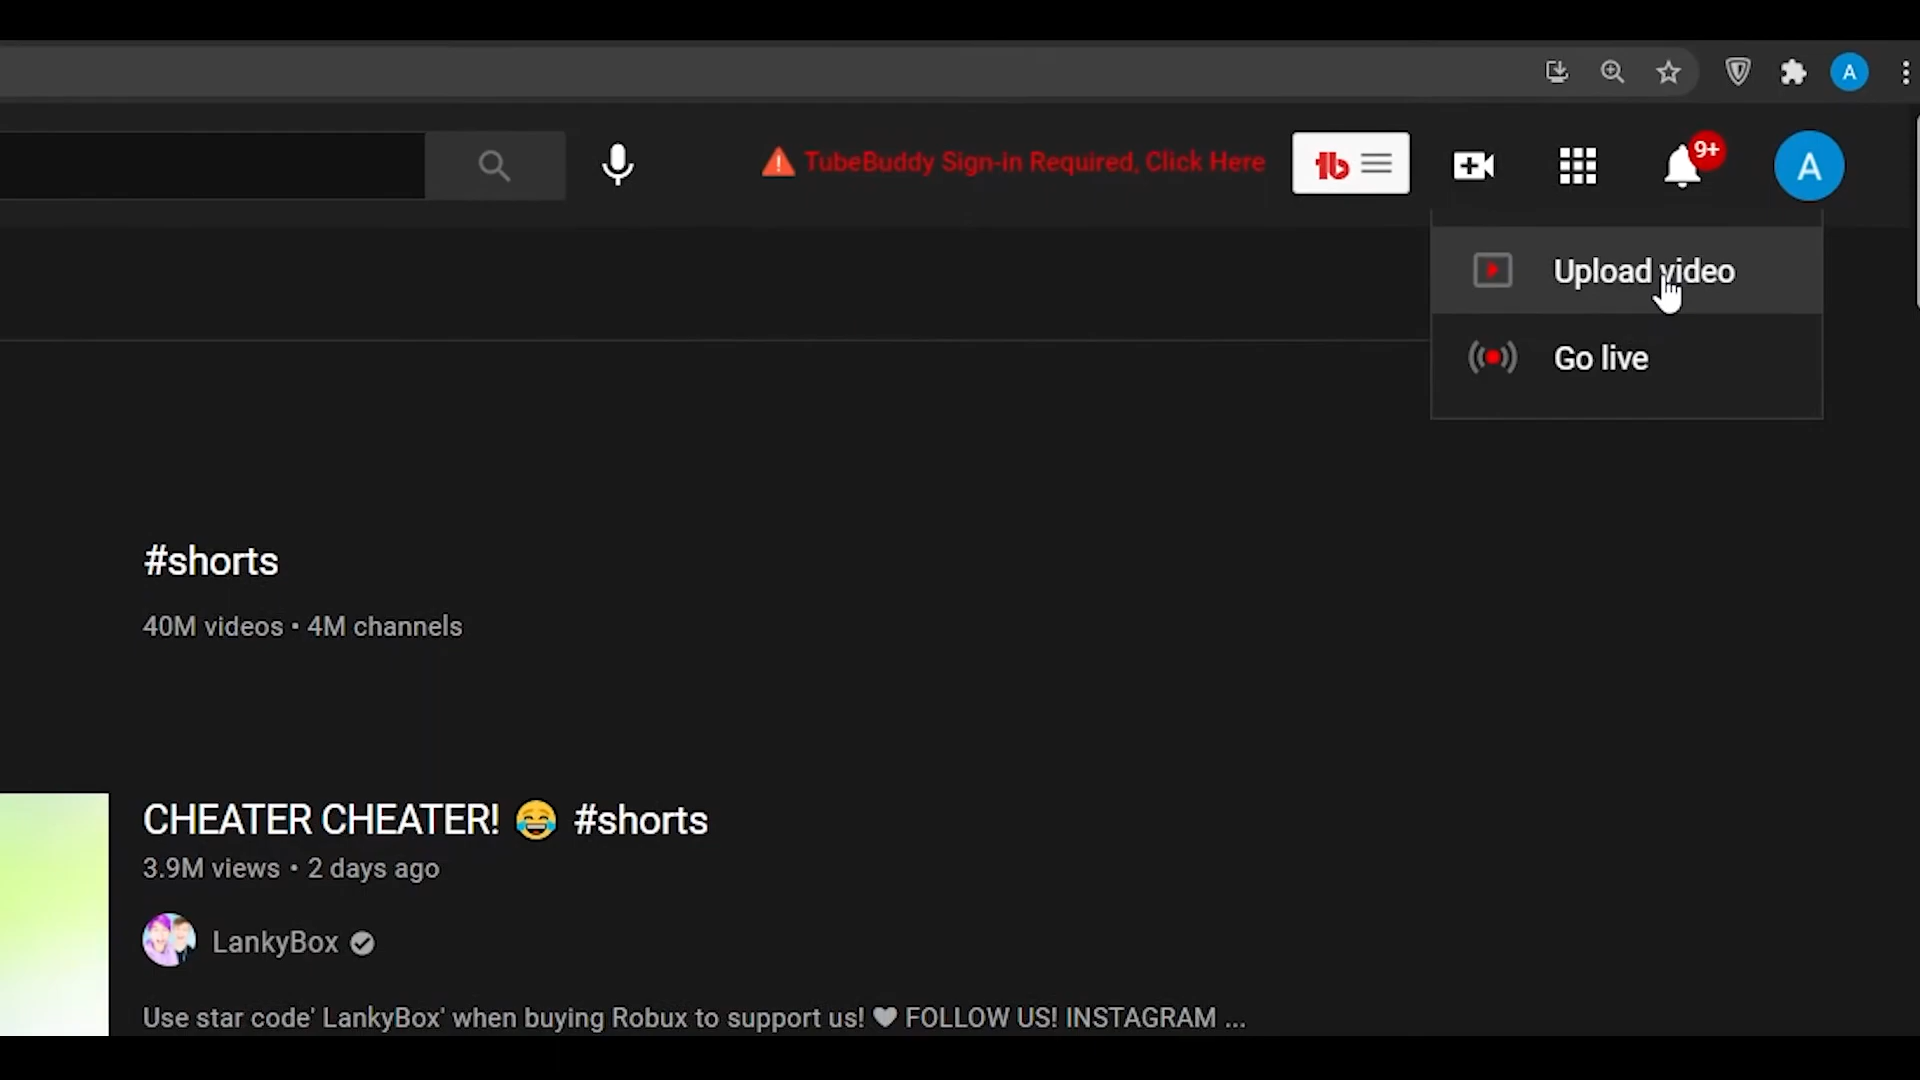 A
TubeBuddy Sign-in Required, Click Here
tb
9+
A
Upload video
Go live
#shorts
40M videos • 4M channels
CHEATER CHEATER! 😂 #shorts
3.9M views • 2 days ago
LankyBox
Use star code' LankyBox' when buying Robux to support us! ♥ FOLLOW US! INSTAGRAM ...